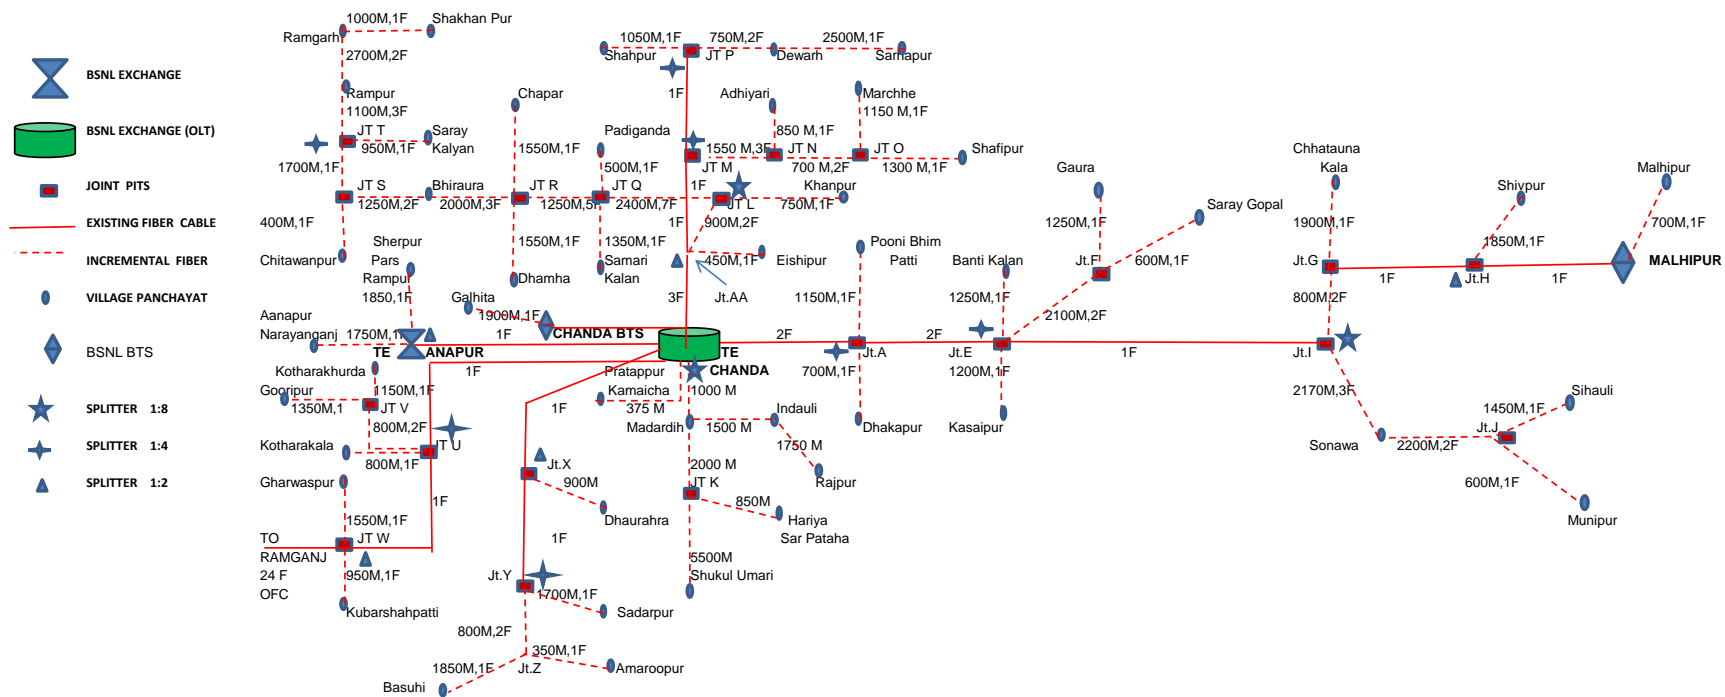 BSNL EXCHANGE
BSNL EXCHANGE (OLT)
JOINT PITS
EXISTING FIBER CABLE
INCREMENTAL FIBER
VILLAGE PANCHAYAT
BSNL BTS
SPLITTER 1:8
SPLITTER 1:4
SPLITTER 1:2
1000M,1F
Shakhan Pur
Ramgarh
2700M,2F
Rampur
1100M,3F
JT T
Saray
Kalyan
950M,1F
1700M,1F
JT S
Bhiraura
1250M,2F
2000M,3F
400M,1F
Chitawanpur
Chapar
1550M,1F
JT R
1250M,5F
1550M,1F
Dhamha
Padiganda
500M,1F
JT Q
2400M,7F
1350M,1F
Samari
Kalan
1050M,1F
750M,2F
2500M,1F
Shahpur
JT P
Dewarh
Sarhapur
1F
Adhiyari
Marchhe
1150 M,1F
850 M,1F
1550 M,3F
JT N
JT O
JT M
700 M,2F
1300 M,1F
Shafipur
1F
Khanpur
JT L
750M,1F
1F
900M,2F
450M,1F
Eishipur
3F
Jt.AA
Sherpur
Pars
Rampur
1850,1F
Galhita
1900M,1F
Aanapur
Narayanganj
1750M,1
1F
CHANDA BTS
TE
ANAPUR
TE
CHANDA
1F
Kotharakhurda
Gooripur
1150M,1F
1350M,1
JT V
800M,2F
Kotharakala
JT U
800M,1F
Gharwaspur
1F
1550M,1F
TO
RAMGANJ
24 F
OFC
JT W
950M,1F
Kubarshahpatti
Pratappur
Kamaicha
1F
375 M
1000 M
Madardih
Indauli
1500 M
1750 M
2000 M
Rajpur
JT K
850M
Hariya
Sar Pataha
5500M
Shukul Umari
Jt.X
900M
Dhaurahra
1F
Jt.Y
1700M,1F
Sadarpur
800M,2F
350M,1F
Jt.Z
Amaroopur
1850M,1F
Basuhi
Pooni Bhim
Patti
1150M,1F
2F
Jt.A
2F
700M,1F
Dhakapur
Banti Kalan
1250M,1F
Jt.E
1200M,1F
Kasaipur
Gaura
1250M,1F
Saray Gopal
Jt.F
600M,1F
2100M,2F
1F
Chhatauna
Kala
1900M,1F
Jt.G
800M,2F
Jt.I
Shivpur
1850M,1F
1F
Jt.H
1F
Malhipur
700M,1F
MALHIPUR
2170M,3F
Sonawa
2200M,2F
Jt.J
1450M,1F
Sihauli
600M,1F
Munipur